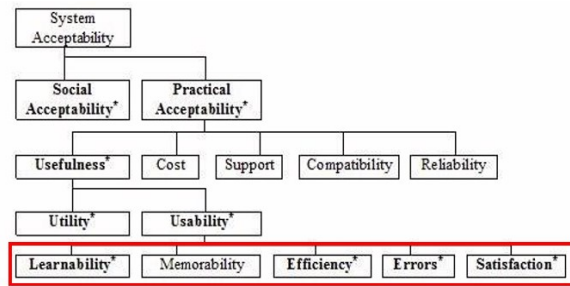 System
Acceptability
Social
Acceptability*
Practical
Acceptability*
Usefulness*
Cost
Support
Compatibility
Reliability
Utility*
Usability*
Learnability*
Memorability
Efficiency*
Errors*
Satisfaction*